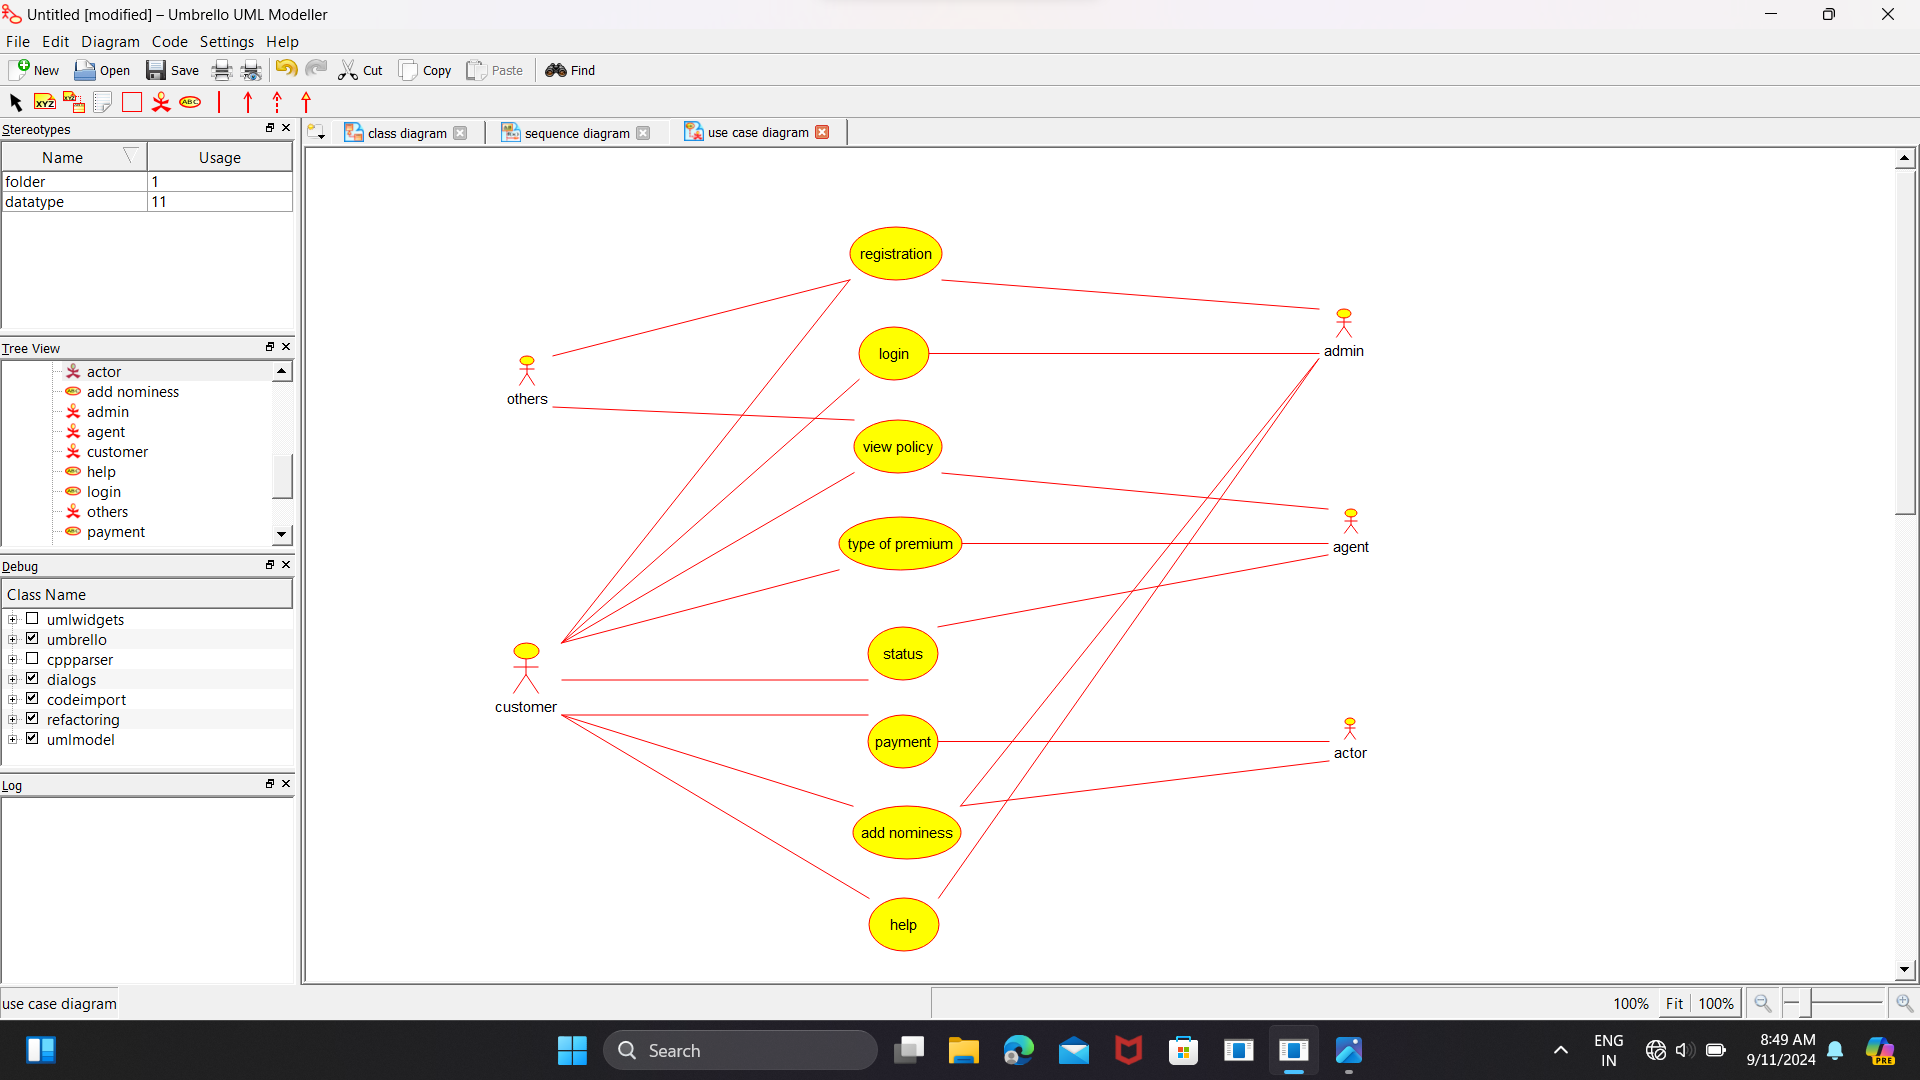 Untitled [modified] – Umbrello UML Modeller
File Edit Diagram Code Settings Help
New Open Save Cut Copy Paste Find
XYZ XYZ ABC
Stereotypes
Name Usage
folder 1
datatype 11
Tree View
actor
add nominess
admin
agent
customer
help
login
others
payment
Debug
Class Name
umlwidgets
umbrello
cppparser
dialogs
codeimport
refactoring
umlmodel
Log
class diagram sequence diagram use case diagram
registration
admin
login
others
view policy
type of premium
agent
status
customer
payment
actor
add nominess
help
use case diagram 100% Fit 100%
Search
ENG
IN
8:49 AM
9/11/2024
PRE